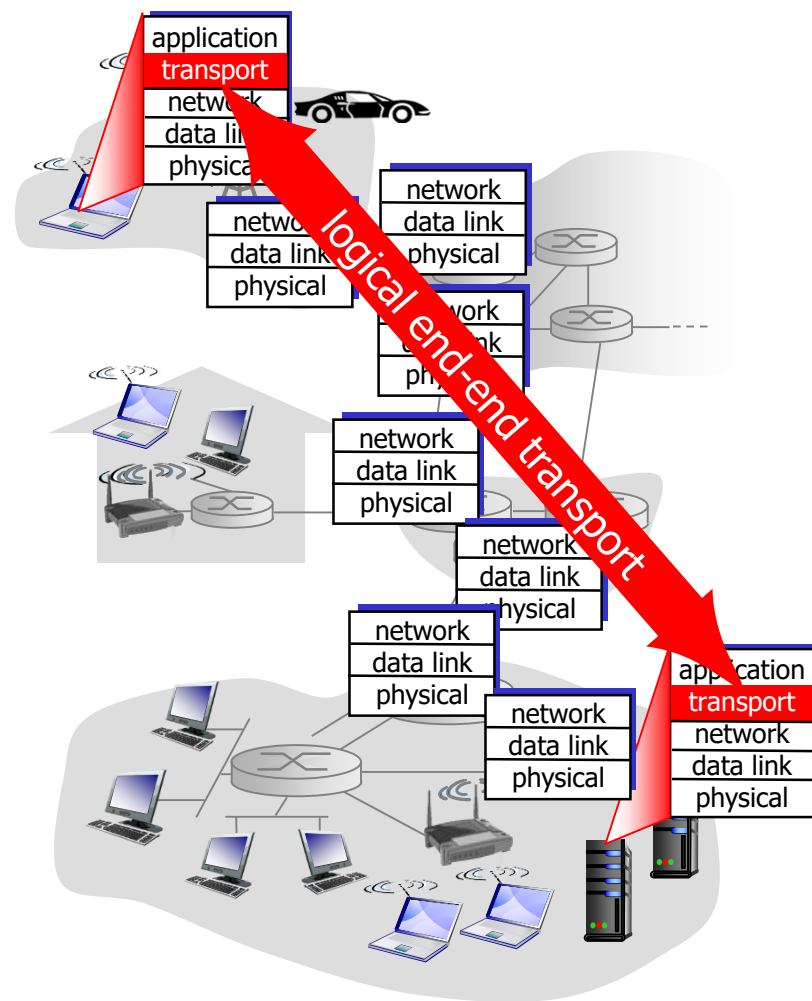 application
transport
network
data link
physical
network
data link
physical
network
data link
physical
network
data link
physical
logical end-end transport
network
data link
physical
network
data link
physical
network
data link
physical
network
data link
physical
application
transport
network
data link
physical